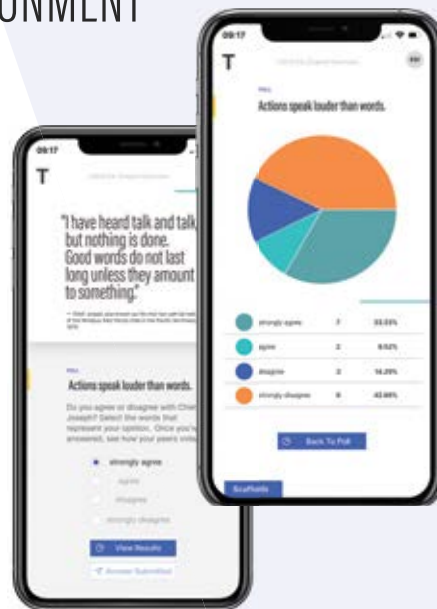 ONMENT
09:17
T
POLL
Actions speak louder than words.
strongly agree 7 33.33%
agree 2 9.52%
disagree 3 14.29%
strongly disagree 9 42.86%
Back To Poll
Scaffolds
09:17
T
"I have heard talk and talk
but nothing is done.
Good words do not last
long unless they amount
to something."
POLL
Actions speak louder than words.
Do you agree or disagree with Chief
Joseph? Select the words that
represent your opinion. Once you've
answered, see how your peers
strongly agree
agree
disagree
strongly disagree
View Results
Answer Submitted